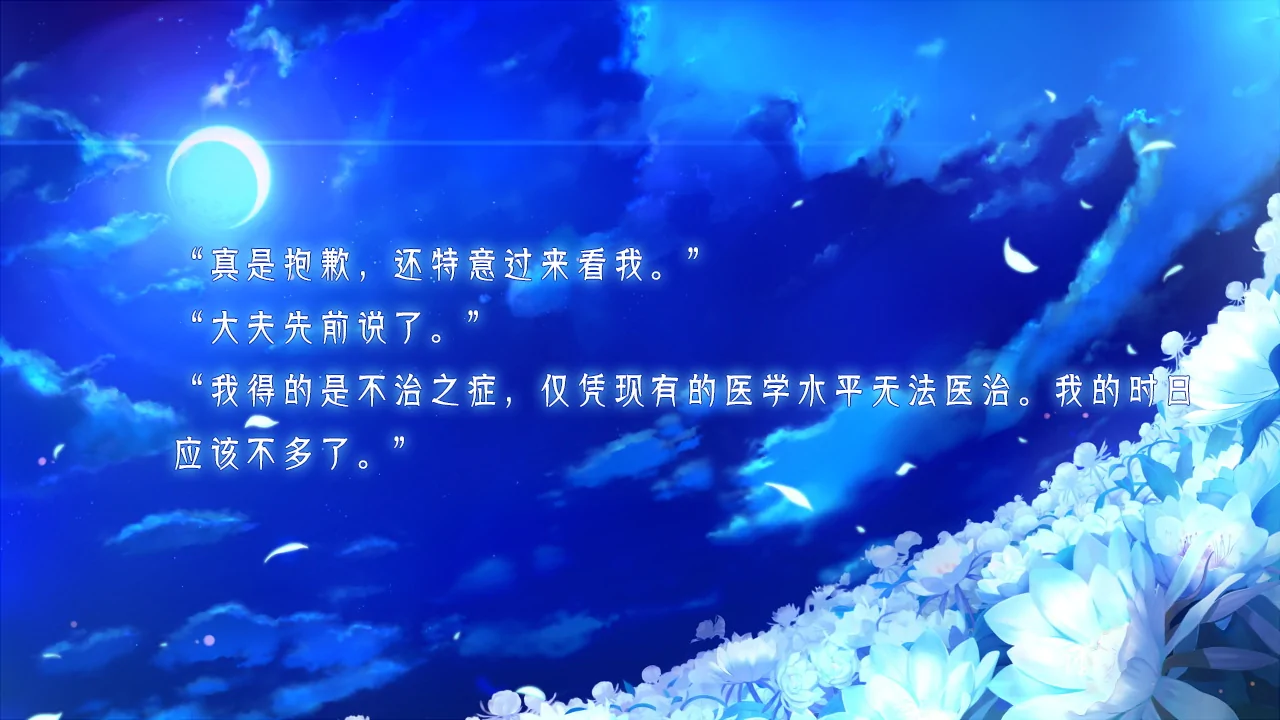 “真是抱歉，还特意过来看我。”
“大夫先前说了。”
“我得的是不治之症，仅凭现有的医学水平无法医治。我的时日
应该不多了。”